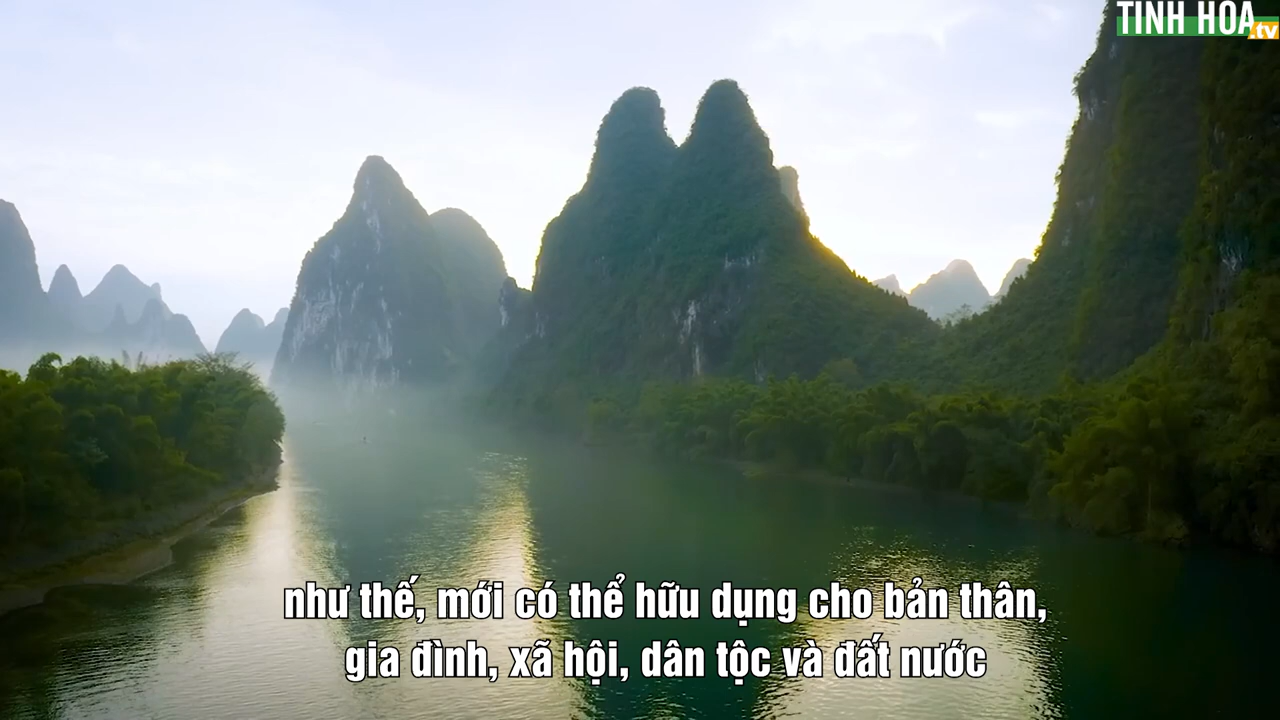 TINH HOA
.tv
như thế, mới có thể hữu dụng cho bản thân,
gia đình, xã hội, dân tộc và đất nước